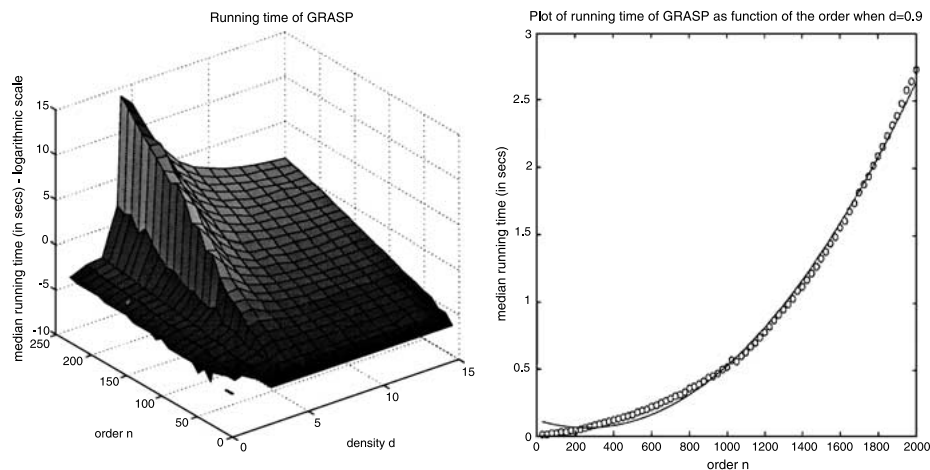 Running time of GRASP
median running time (in secs) - logarithmic scale
15
10
5
0
-5
-10
250
200
150
100
50
0
order n
0
5
10
15
density d
Plot of running time of GRASP as function of the order when d=0.9
median running time (in secs)
3
2.5
2
1.5
1
0.5
0
0 200 400 600 800 1000 1200 1400 1600 1800 2000
order n